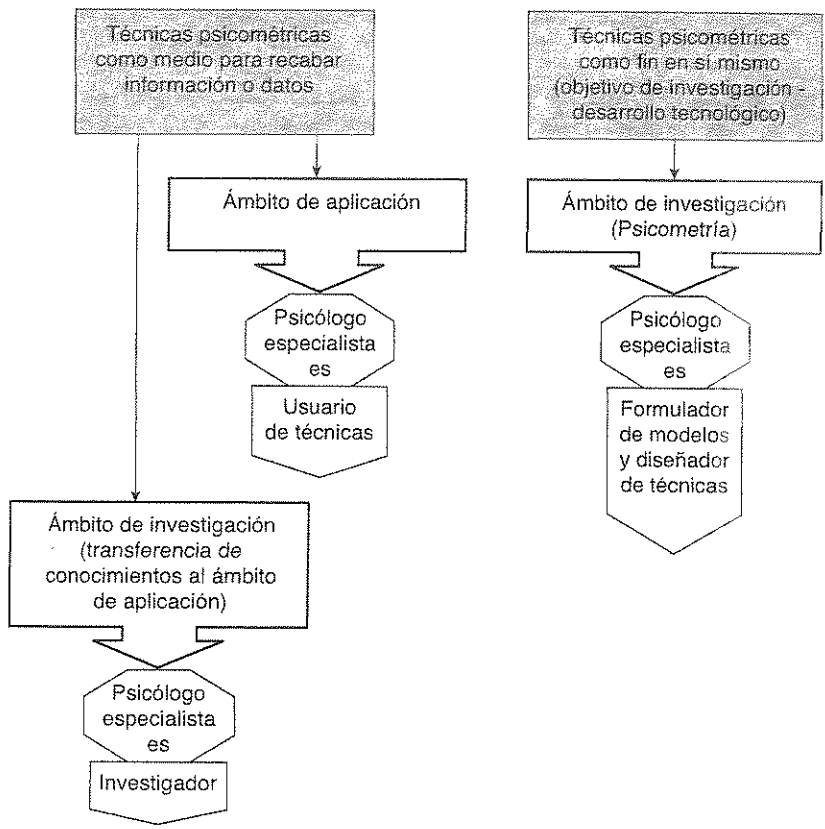 Técnicas psicométricas
como medio para recabar
información o datos
Técnicas psicométricas
como fin en sí mismo
(objetivo de investigación -
desarrollo tecnológico)
Ámbito de aplicación
Psicólogo
especialista
es
Usuario
de técnicas
Ámbito de investigación
(Psicometría)
Psicólogo
especialista
es
Formulador
de modelos
y diseñador
de técnicas
Ámbito de investigación
(transferencia de
conocimientos al ámbito
de aplicación)
Psicólogo
especialista
es
Investigador